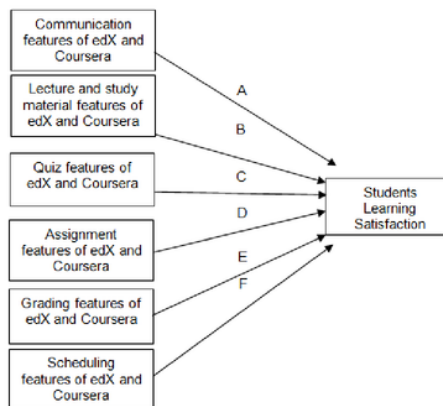 Communication
features of edX and
Coursera
A
Lecture and study
material features of
edX and Coursera
B
Quiz features of
edX and Coursera
C
Students
Learning
Satisfaction
Assignment
features of edX and
Coursera
D
Grading features of
edX and Coursera
E
Scheduling
features of edX and
Coursera
F